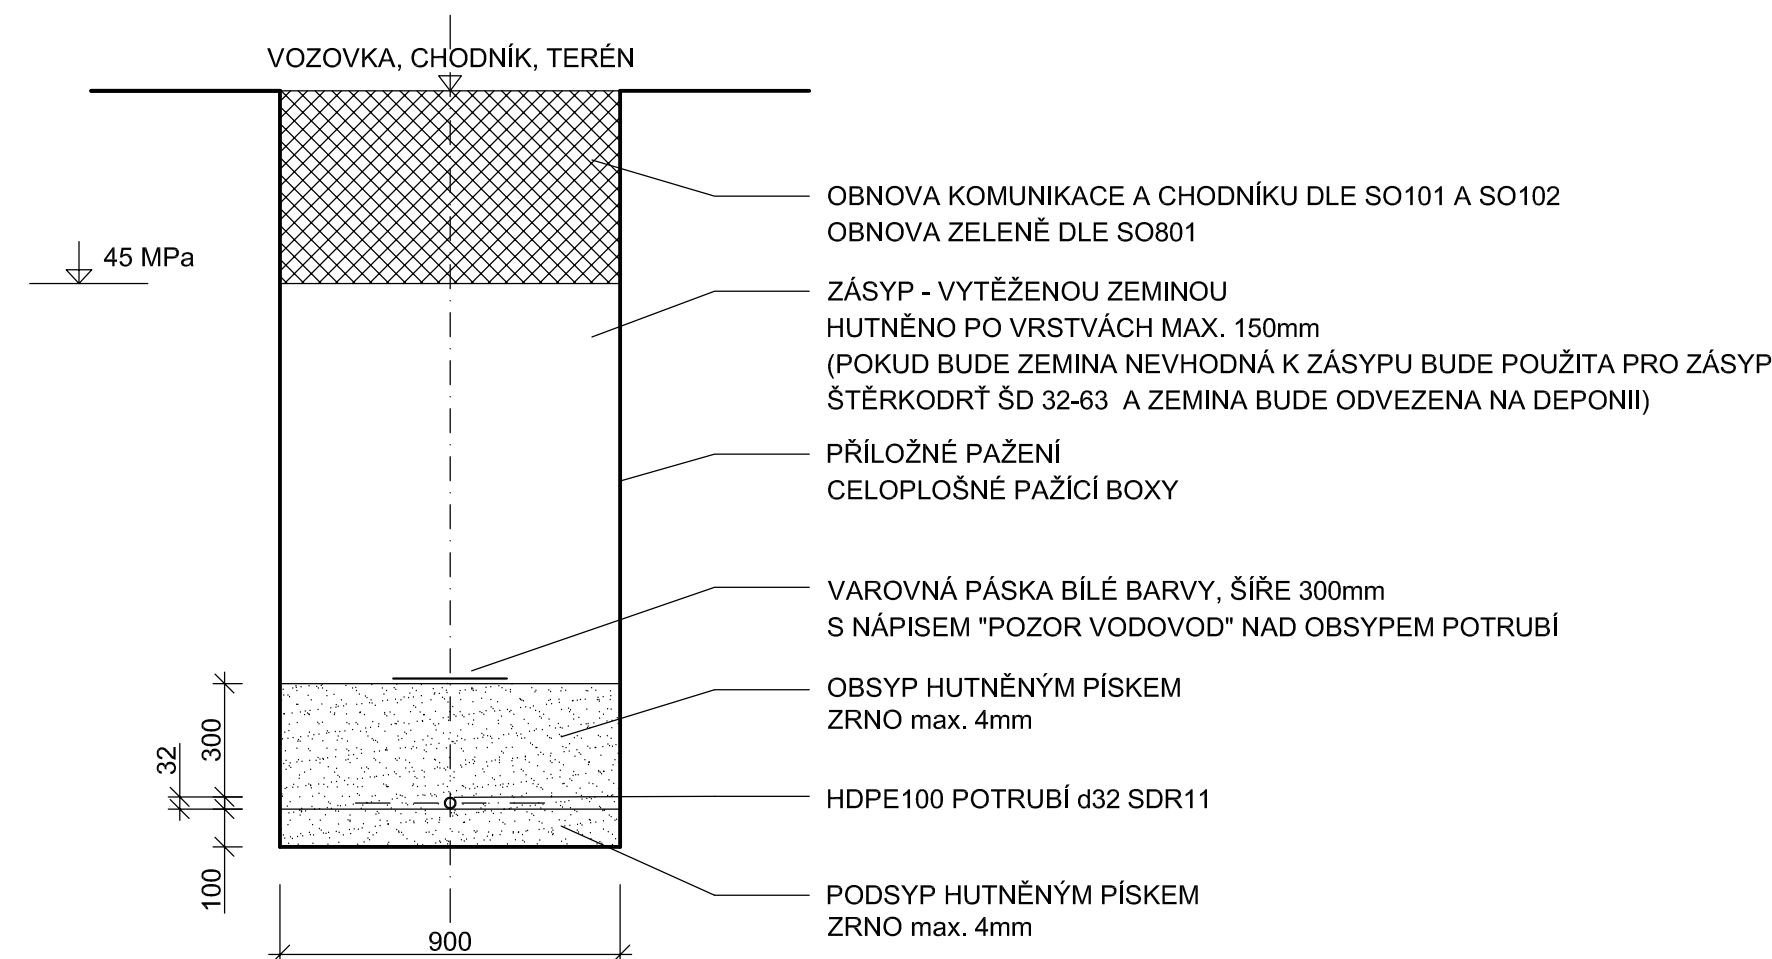 VOZOVKA, CHODNÍK, TERÉN
OBNOVA KOMUNIKACE A CHODNÍKU DLE SO101 A SO102
OBNOVA ZELENĚ DLE SO801
45 MPa
ZÁSYP - VYTĚŽENOU ZEMINOU
HUTNĚNO PO VRSTVÁCH MAX. 150mm
(POKUD BUDE ZEMINA NEVHODNÁ K ZÁSYPU BUDE POUŽITA PRO ZÁSYP
ŠTĚRKODRŤ ŠD 32-63 A ZEMINA BUDE ODVEZENA NA DEPONII)
PŘÍLOŽNÉ PAŽENÍ
CELOPLOŠNÉ PAŽÍCÍ BOXY
VAROVNÁ PÁSKA BÍLÉ BARVY, ŠÍŘE 300mm
S NÁPISEM "POZOR VODOVOD" NAD OBSYPEM POTRUBÍ
OBSYP HUTNĚNÝM PÍSKEM
ZRNO max. 4mm
300
32
HDPE100 POTRUBÍ d32 SDR11
100
PODSYP HUTNĚNÝM PÍSKEM
ZRNO max. 4mm
900